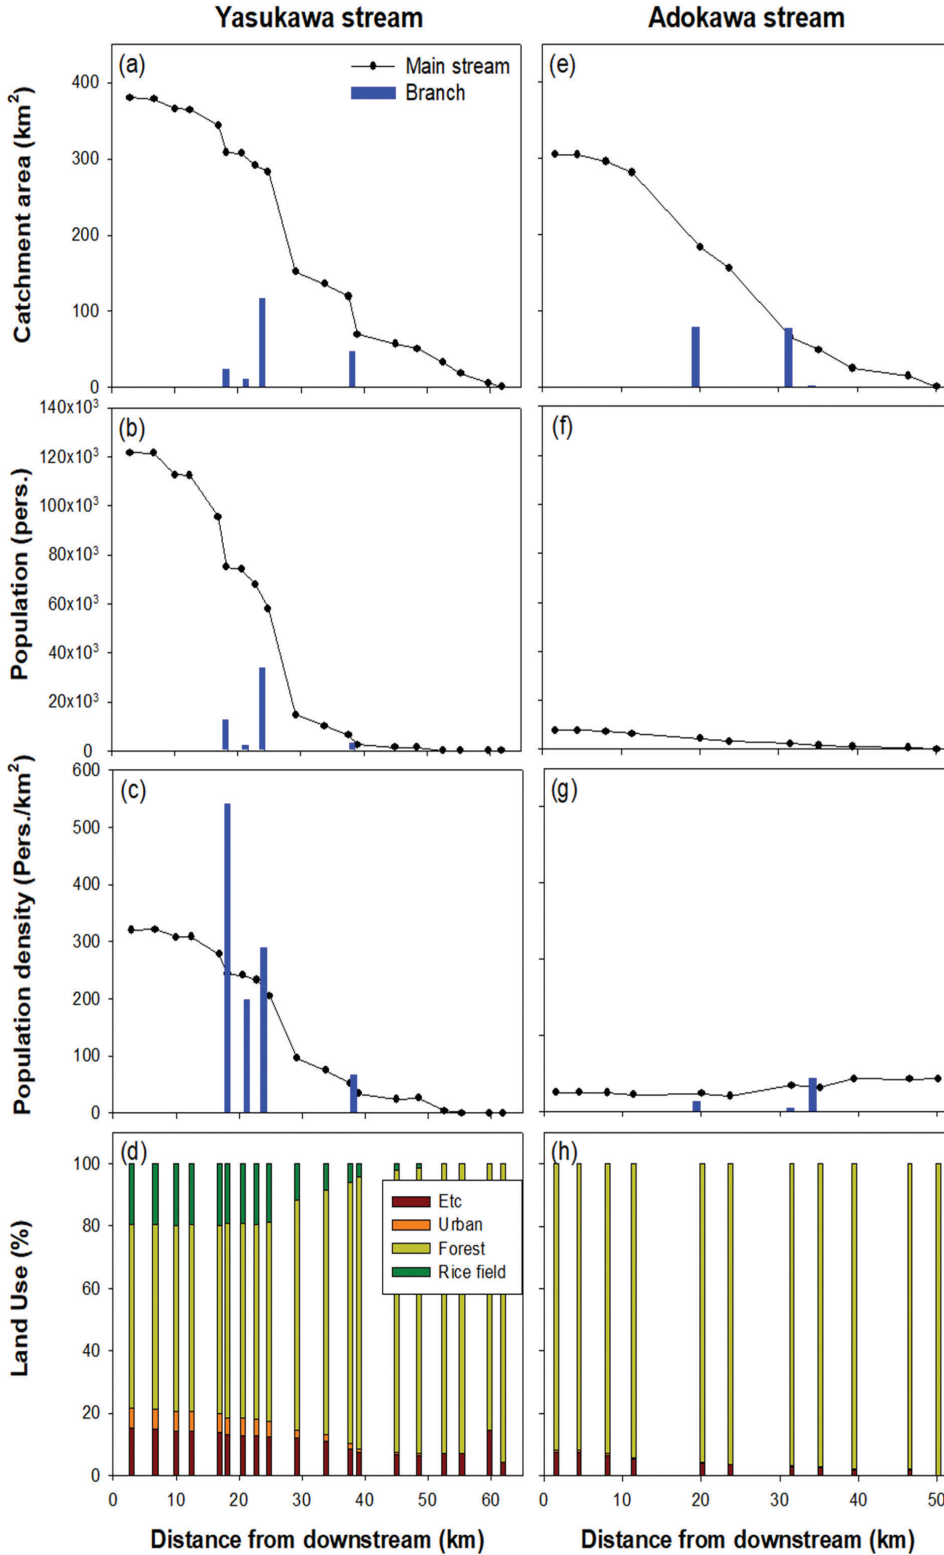 Yasukawa stream
Adokawa stream
Catchment area (km²)
(a)
Main stream
Branch
400
300
200
100
0
(e)
Population (pers.)
140x10³
120x10³
100x10³
80x10³
60x10³
40x10³
20x10³
0
(b)
(f)
Population density (Pers./km²)
600
500
400
300
200
100
0
(c)
(g)
Land Use (%)
100
80
60
40
20
0
(d)
Etc
Urban
Forest
Rice field
(h)
0 10 20 30 40 50 60
0 10 20 30 40 50
Distance from downstream (km)
Distance from downstream (km)